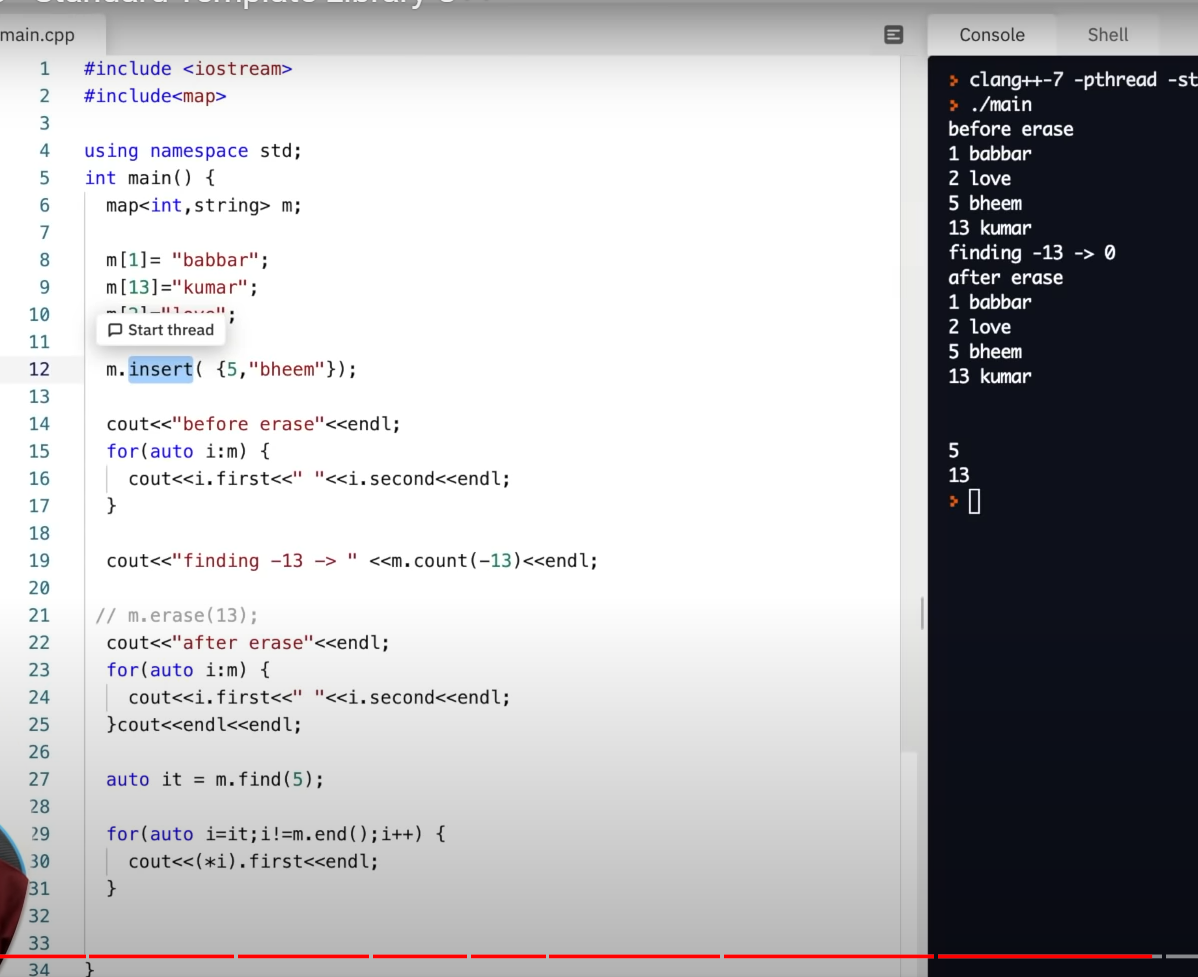 Standard Template Library
main.cpp
Console Shell
1 #include <iostream>
2 #include<map>
3
4 using namespace std;
5 int main() {
6 map<int,string> m;
7
8 m[1]= "babbar";
9 m[13]="kumar";
10 m[2]="love";
11 Start thread
12 m.insert( {5,"bheem"});
13
14 cout<<"before erase"<<endl;
15 for(auto i:m) {
16 cout<<i.first<<" "<<i.second<<endl;
17 }
18
19 cout<<"finding -13 -> " <<m.count(-13)<<endl;
20
21 // m.erase(13);
22 cout<<"after erase"<<endl;
23 for(auto i:m) {
24 cout<<i.first<<" "<<i.second<<endl;
25 }cout<<endl<<endl;
26
27 auto it = m.find(5);
28
29 for(auto i=it;i!=m.end();i++) {
30 cout<<(*i).first<<endl;
31 }
32
33
34 }
> clang++-7 -pthread -st
> ./main
before erase
1 babbar
2 love
5 bheem
13 kumar
finding -13 -> 0
after erase
1 babbar
2 love
5 bheem
13 kumar
5
13
>